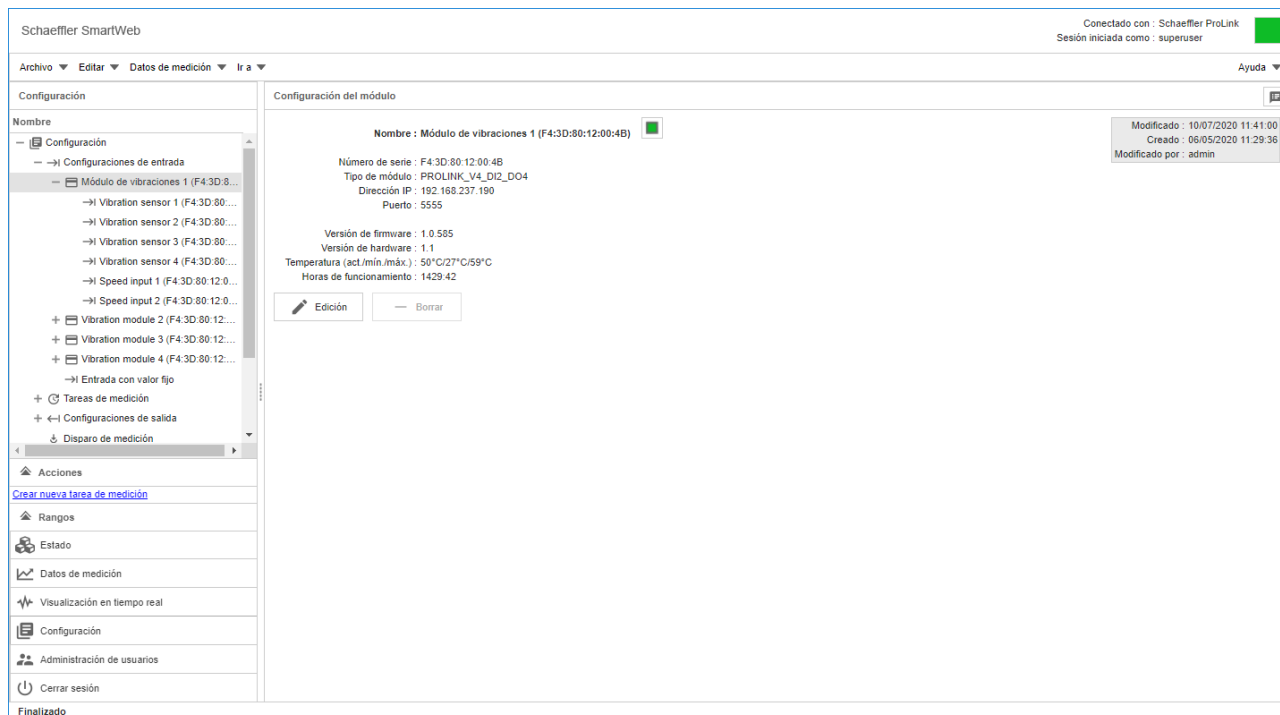 Schaeffler SmartWeb
Conectado con : Schaeffler ProLink
Sesión iniciada como : superuser
Archivo Editar Datos de medición Ir a Ayuda
Configuración
Nombre
Configuración
Configuraciones de entrada
Módulo de vibraciones 1 (F4:3D:8...
Vibration sensor 1 (F4:3D:80:...
Vibration sensor 2 (F4:3D:80:...
Vibration sensor 3 (F4:3D:80:...
Vibration sensor 4 (F4:3D:80:...
Speed input 1 (F4:3D:80:12:0...
Speed input 2 (F4:3D:80:12:0...
Vibration module 2 (F4:3D:80:12:...
Vibration module 3 (F4:3D:80:12:...
Vibration module 4 (F4:3D:80:12:...
Entrada con valor fijo
Tareas de medición
Configuraciones de salida
Disparo de medición
Acciones
Crear nueva tarea de medición
Rangos
Estado
Datos de medición
Visualización en tiempo real
Configuración
Administración de usuarios
Cerrar sesión
Configuración del módulo
Nombre : Módulo de vibraciones 1 (F4:3D:80:12:00:4B)
Número de serie : F4:3D:80:12:00:4B
Tipo de módulo : PROLINK_V4_DI2_DO4
Dirección IP : 192.168.237.190
Puerto : 5555
Versión de firmware : 1.0.585
Versión de hardware : 1.1
Temperatura (act./mín./máx.) : 50°C/27°C/59°C
Horas de funcionamiento : 1429:42
Edición Borrar
Modificado : 10/07/2020 11:41:00
Creado : 06/05/2020 11:29:36
Modificado por : admin
Finalizado